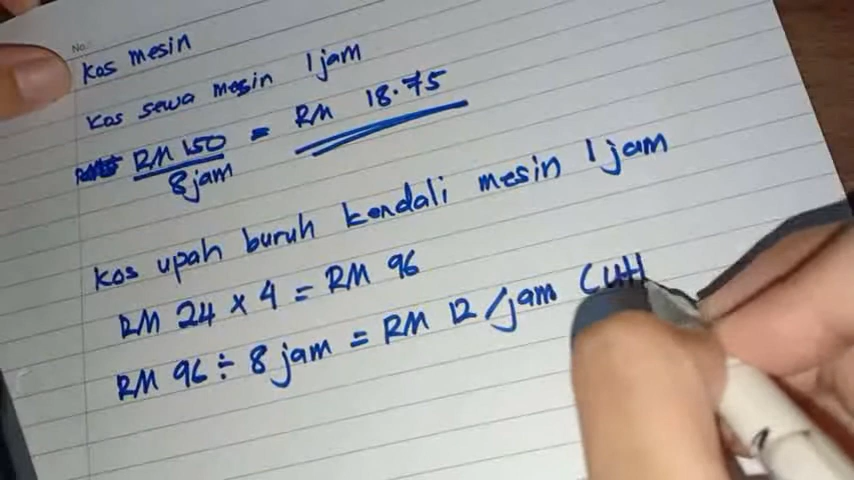 No.
Kos mesin
Kos sewa mesin 1 jam
RM 150 = RM 18.75
8 jam
Kos upah buruh kendali mesin 1 jam
RM 24 x 4 = RM 96
RM 96 ÷ 8 jam = RM 12 /jam (UH